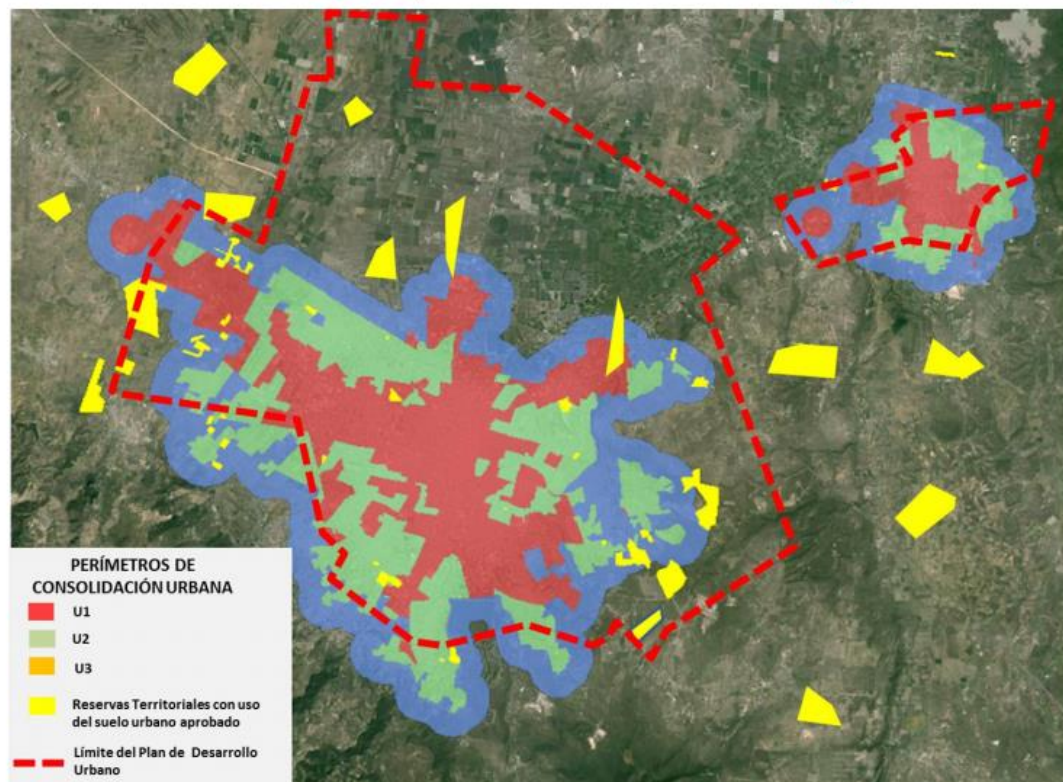 PERÍMETROS DE
CONSOLIDACIÓN URBANA
U1
U2
U3
Reservas Territoriales con uso
del suelo urbano aprobado
Límite del Plan de Desarrollo
Urbano